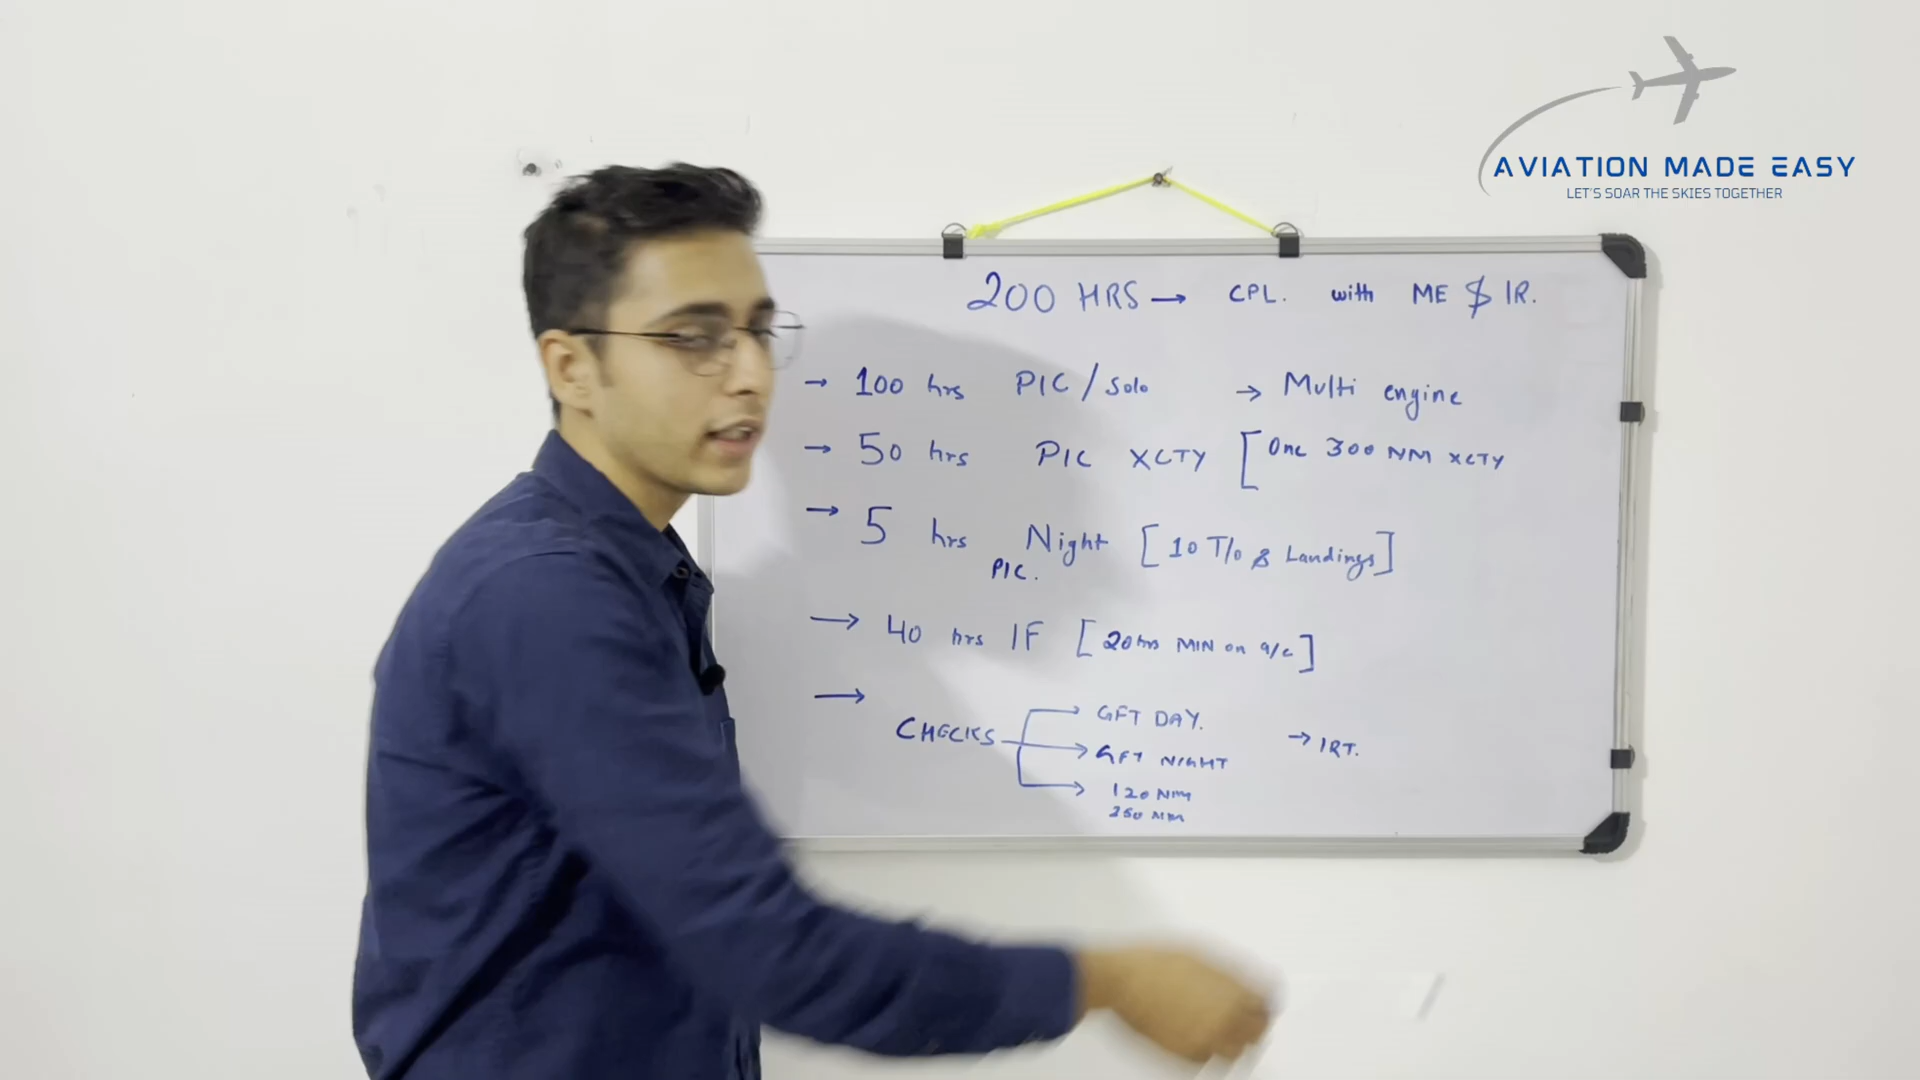 AVIATION MADE EASY
LET'S SOAR THE SKIES TOGETHER
200 HRS → CPL. with ME & IR.
→ 100 hrs PIC / Solo → Multi engine
→ 50 hrs PIC XCTY [One 300 NM XCTY
→ 5 hrs Night [10 T/O & Landings]
PIC.
→ 40 hrs IF [20 hrs MIN on a/c]
→
CHECKS → GFT DAY. → IRT.
→ GFT NIGHT
→ 120 NM
250 NM